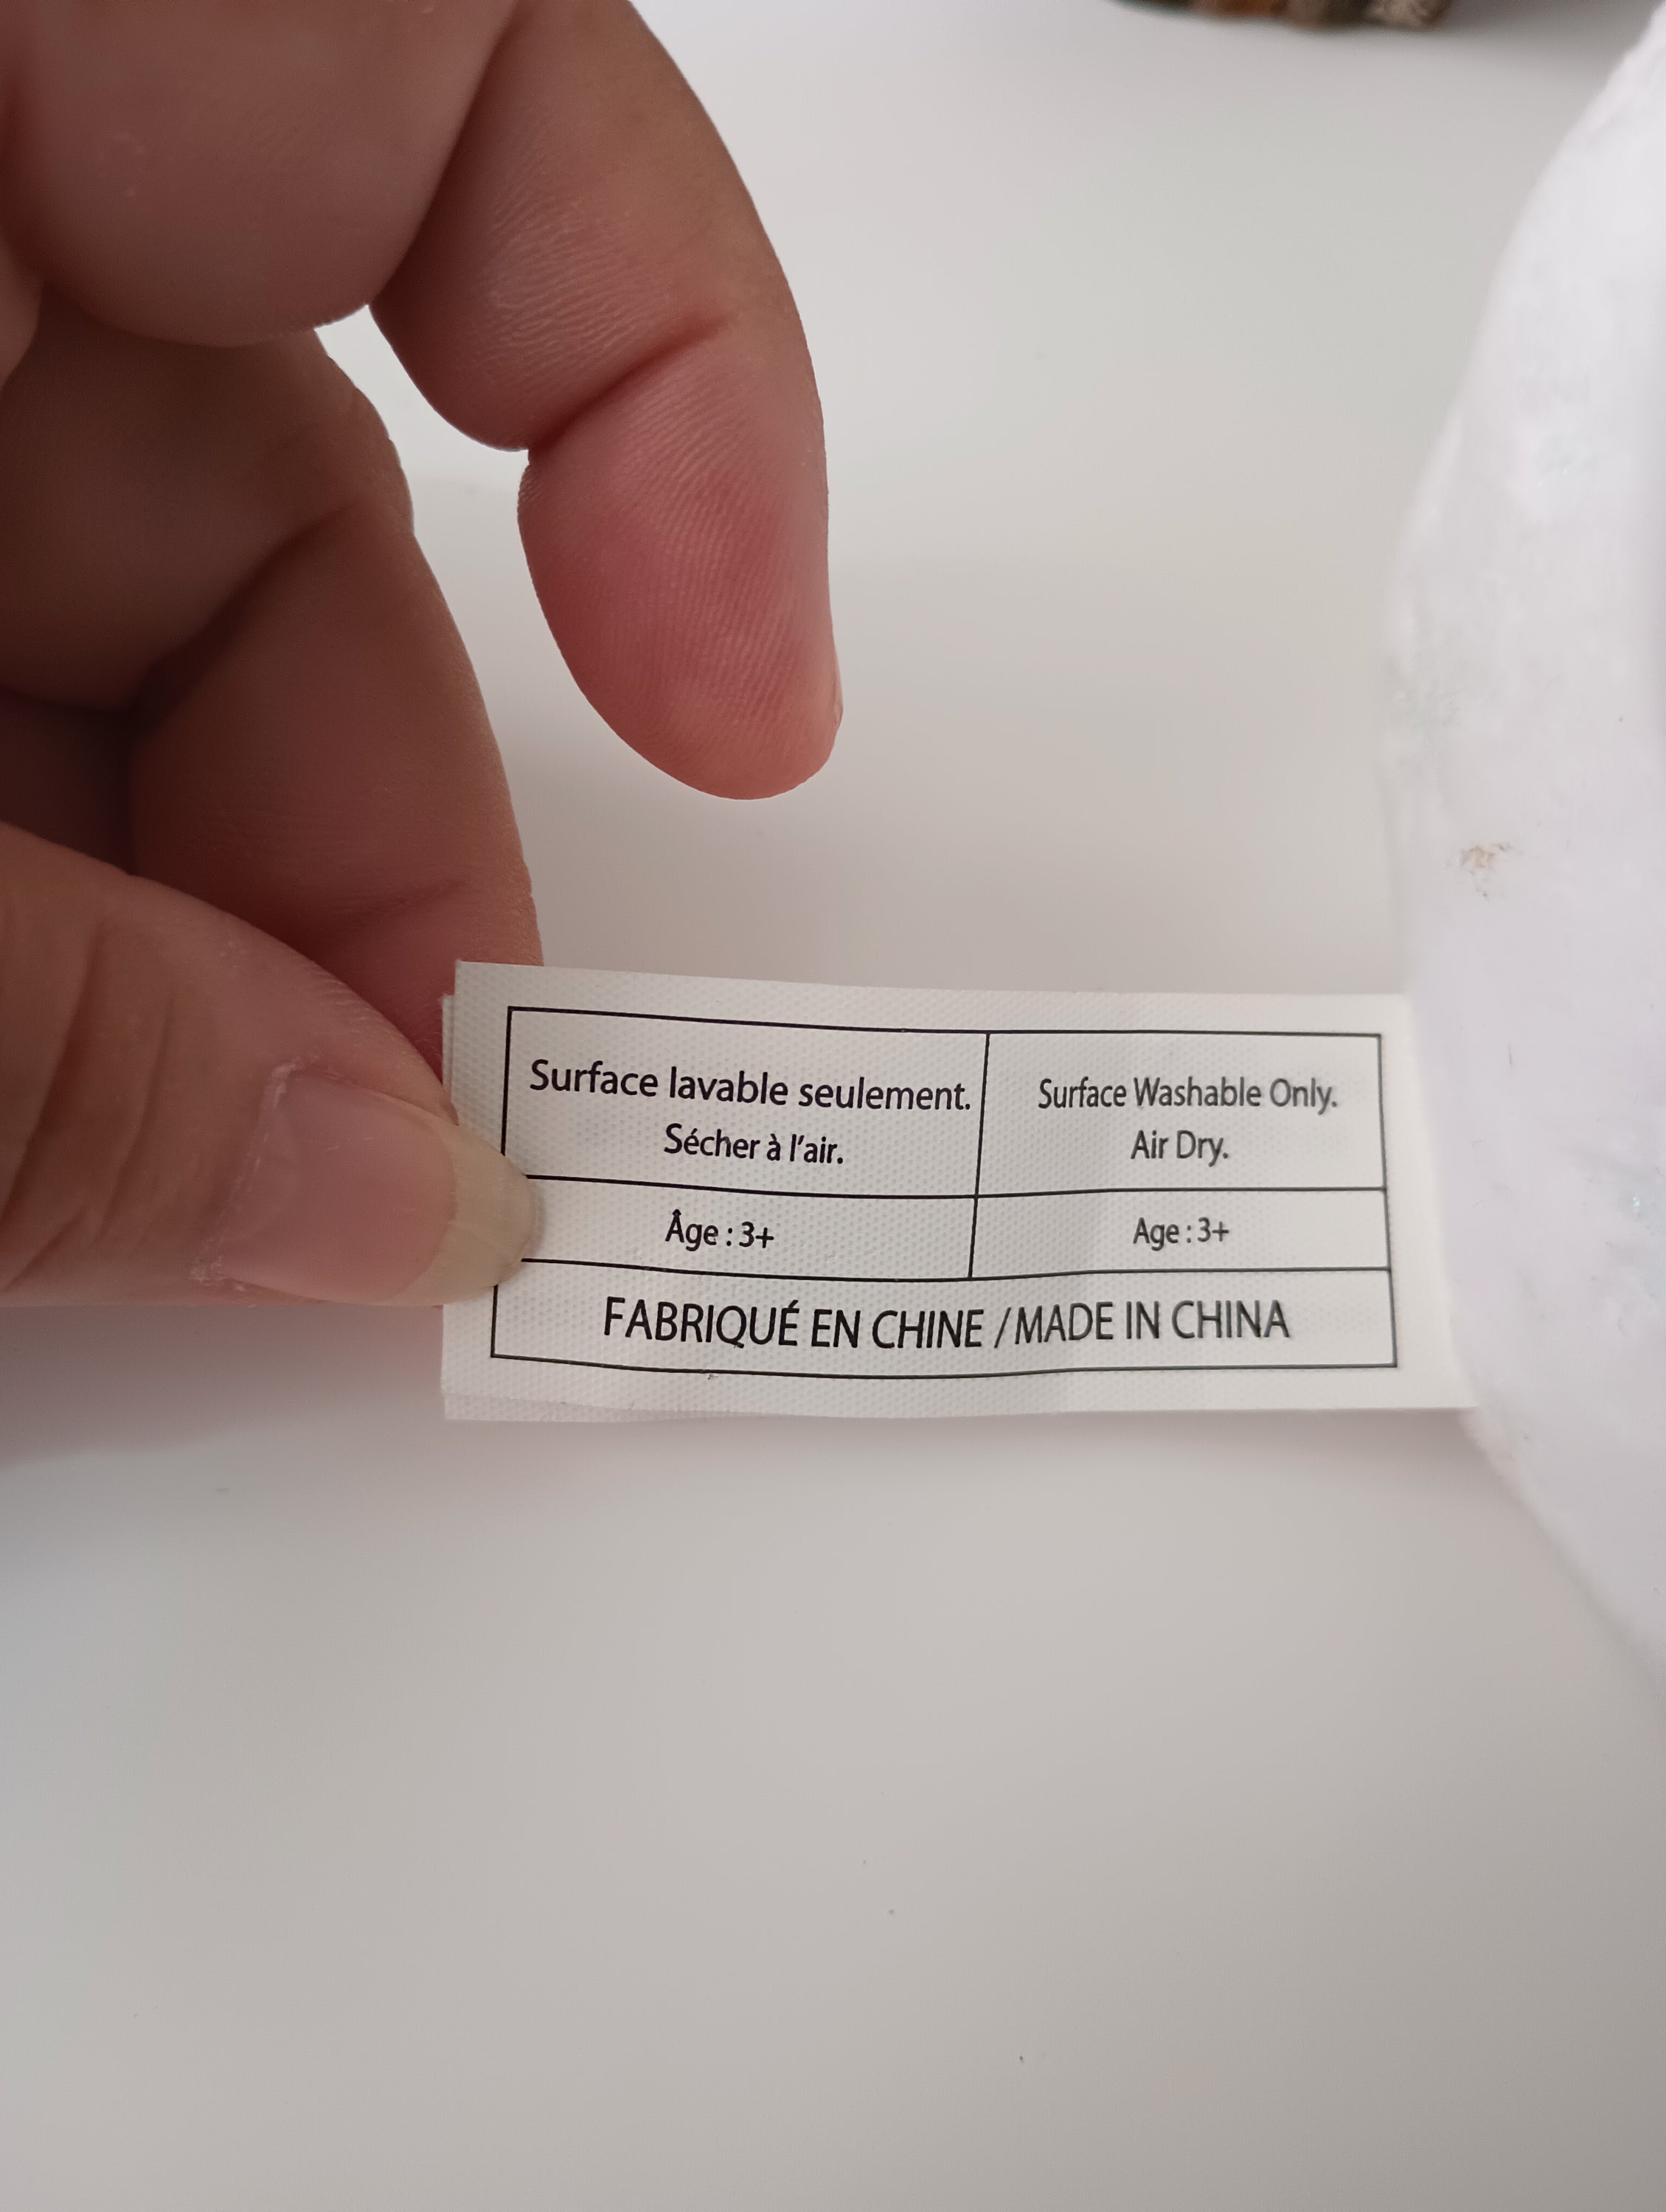 Surface lavable seulement.
Sécher à l'air.
Surface Washable Only.
Air Dry.
Âge : 3+
Age : 3+
FABRIQUÉ EN CHINE / MADE IN CHINA